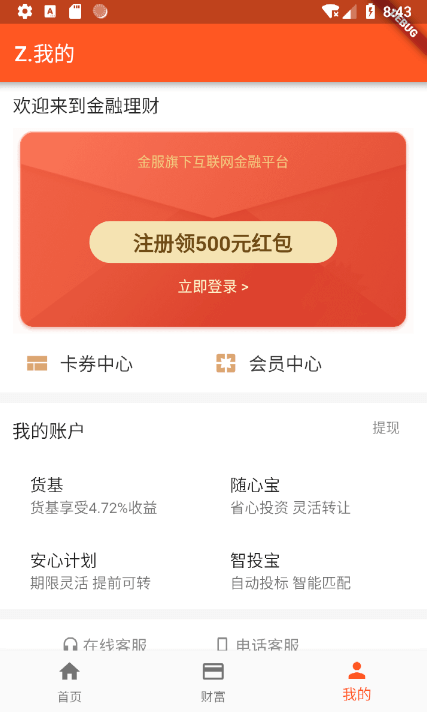 8:43
DEBUG
Z.我的
欢迎来到金融理财
金服旗下互联网金融平台
注册领500元红包
立即登录 >
卡券中心 会员中心
我的账户 提现
货基 随心宝
货基享受4.72%收益 省心投资 灵活转让
安心计划 智投宝
期限灵活 提前可转 自动投标 智能匹配
在线客服 电话客服
首页 财富 我的